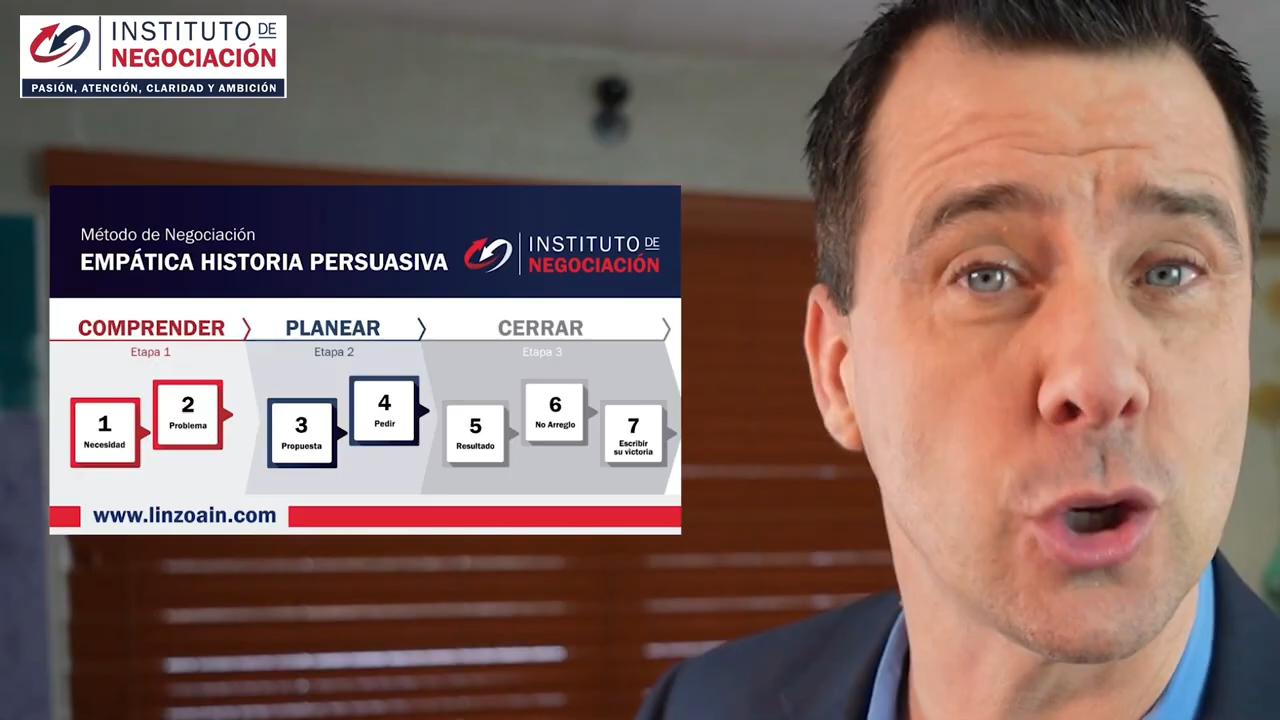 INSTITUTO DE
NEGOCIACIÓN
PASIÓN, ATENCIÓN, CLARIDAD Y AMBICIÓN
Método de Negociación
EMPÁTICA HISTORIA PERSUASIVA
INSTITUTO DE
NEGOCIACIÓN
COMPRENDER
PLANEAR
CERRAR
Etapa 1
Etapa 2
Etapa 3
1
Necesidad
2
Problema
3
Propuesta
4
Pedir
5
Resultado
6
No Arreglo
7
Escribir
su victoria
www.linzoain.com